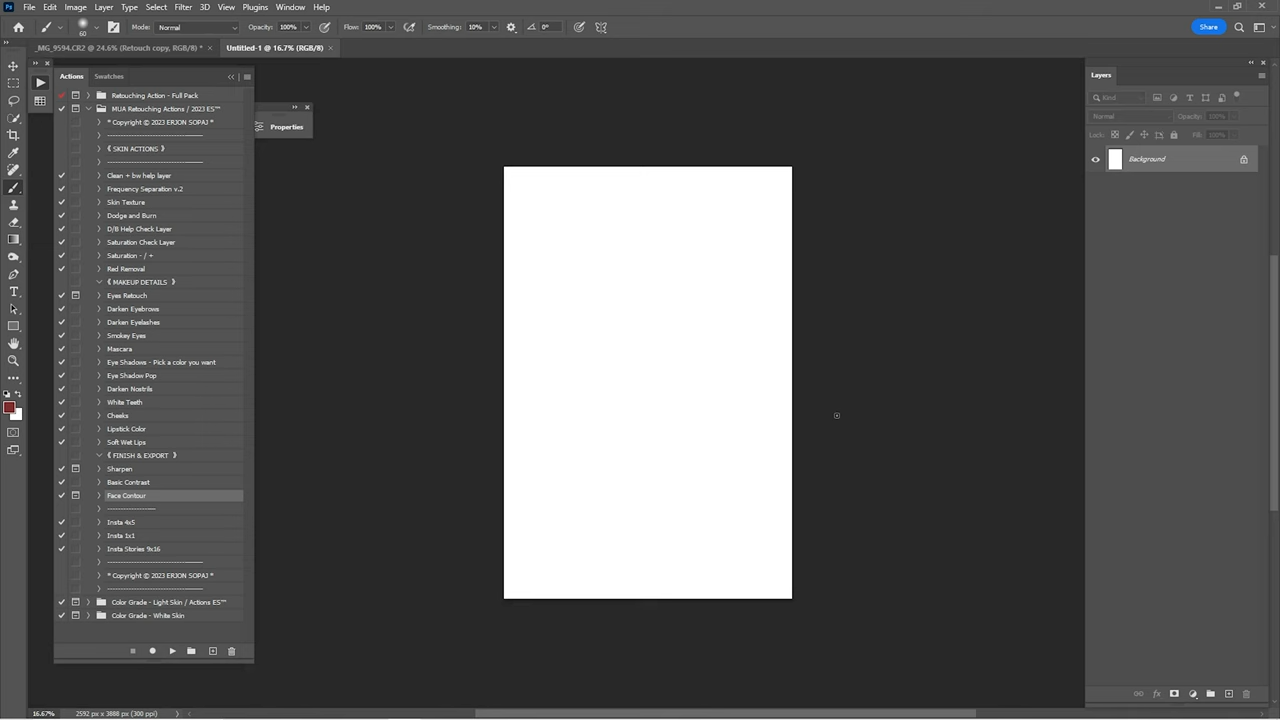 Ps File Edit Image Layer Type Select Filter 3D View Plugins Window Help
60 Mode: Normal Opacity: 100% Flow: 100% Smoothing: 10% 0° Share
_MG_9594.CR2 @ 24.6% (Retouch copy, RGB/8) * × Untitled-1 @ 16.7% (RGB/8) ×
Actions Swatches
Retouching Action - Full Pack
MUA Retouching Actions / 2023 ES™
* Copyright © 2023 ERJON SOPAJ *
------------------------------------
《 SKIN ACTIONS 》
------------------------------------
Clean + bw help layer
Frequency Separation v.2
Skin Texture
Dodge and Burn
D/B Help Check Layer
Saturation Check Layer
Saturation - / +
Red Removal
《 MAKEUP DETAILS 》
Eyes Retouch
Darken Eyebrows
Darken Eyelashes
Smokey Eyes
Mascara
Eye Shadows - Pick a color you want
Eye Shadow Pop
Darken Nostrils
White Teeth
Cheeks
Lipstick Color
Soft Wet Lips
《 FINISH & EXPORT 》
Sharpen
Basic Contrast
Face Contour
------------------
Insta 4x5
Insta 1x1
Insta Stories 9x16
------------------------------------
* Copyright © 2023 ERJON SOPAJ *
------------------------------------
Color Grade - Light Skin / Actions ES™
Color Grade - White Skin
Properties
Layers
Kind
Normal Opacity: 100%
Lock: Fill: 100%
Background
fx
16.67% 2592 px x 3888 px (300 ppi)